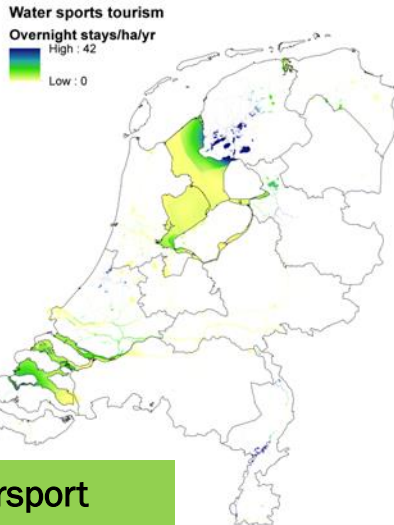 Water sports tourism
Overnight stays/ha/yr
High : 42
Low : 0
rsport